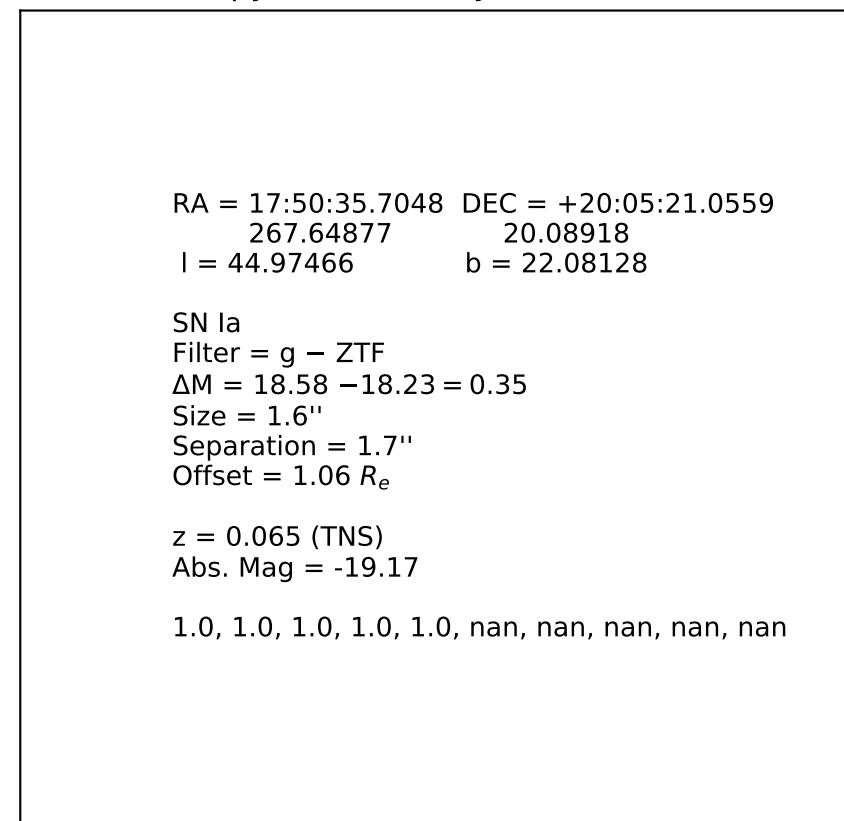 RA = 17:50:35.7048  DEC = +20:05:21.0559
267.64877 20.08918
l = 44.97466 b = 22.08128
SN Ia
Filter = g − ZTF
ΔM = 18.58 −18.23 = 0.35
Size = 1.6''
Separation = 1.7''
Offset = 1.06 Rₑ
z = 0.065 (TNS)
Abs. Mag = -19.17
1.0, 1.0, 1.0, 1.0, 1.0, nan, nan, nan, nan, nan